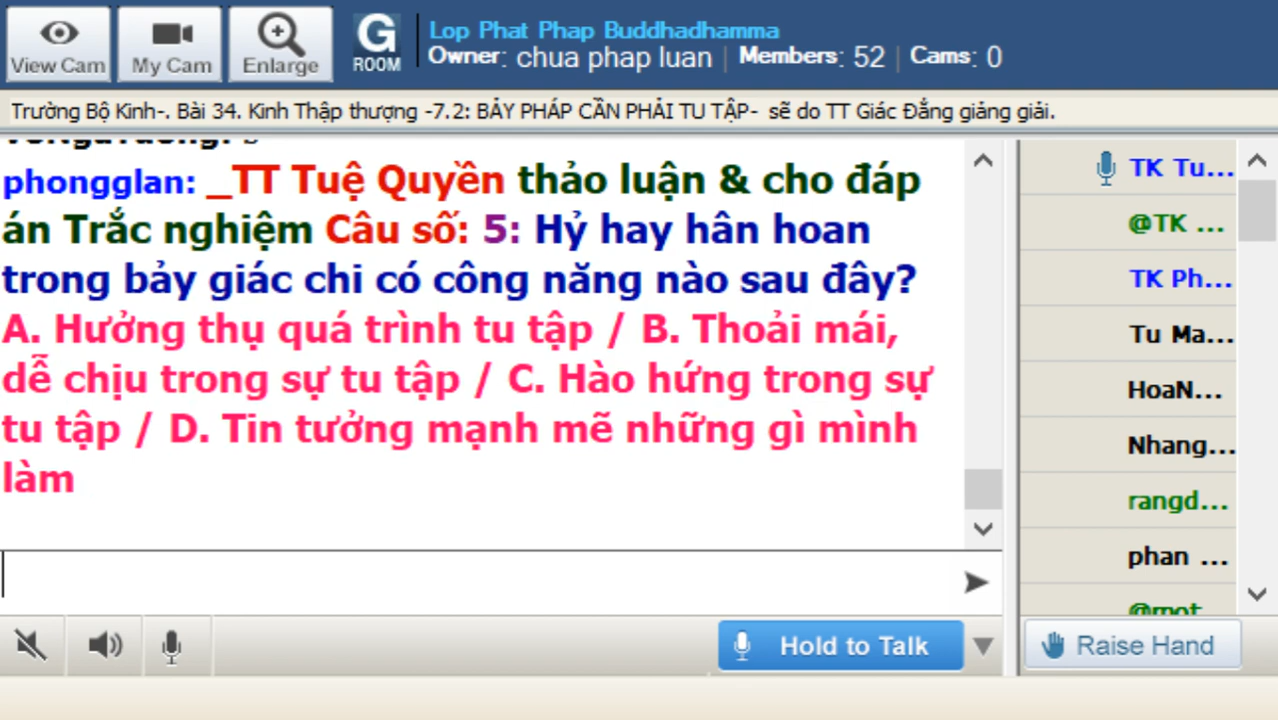 Lop Phat Phap Buddhadhamma
View Cam
My Cam
Enlarge
G ROOM
Owner: chua phap luan | Members: 52 | Cams: 0
Trường Bộ Kinh-. Bài 34. Kinh Thập thượng -7.2: BẢY PHÁP CẦN PHẢI TU TẬP- sẽ do TT Giác Đẳng giảng giải.
phongglan: _TT Tuệ Quyền thảo luận & cho đáp
án Trắc nghiệm Câu số: 5: Hỷ hay hân hoan
trong bảy giác chi có công năng nào sau đây?
A. Hưởng thụ quá trình tu tập / B. Thoải mái,
dễ chịu trong sự tu tập / C. Hào hứng trong sự
tu tập / D. Tin tưởng mạnh mẽ những gì mình
làm
TK Tu...
@TK ...
TK Ph...
Tu Ma...
HoaN...
Nhang...
rangd...
phan ...
Hold to Talk
Raise Hand